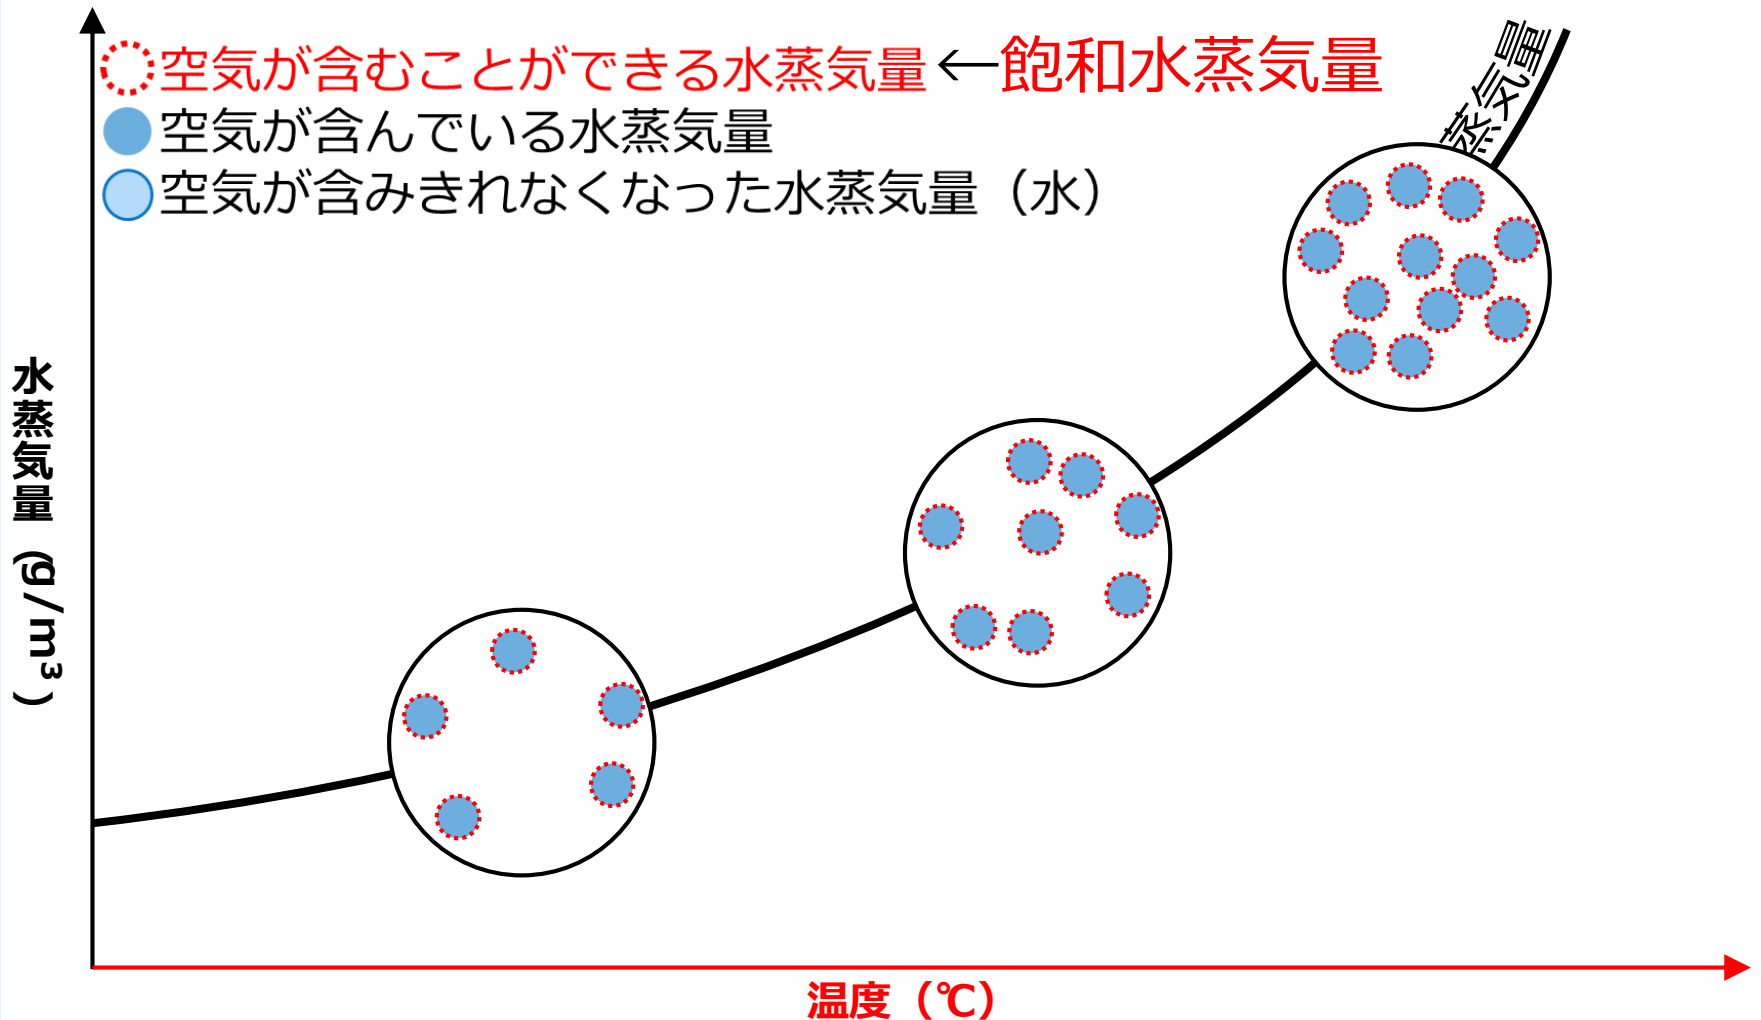 空気が含むことができる水蒸気量←飽和水蒸気量
空気が含んでいる水蒸気量
空気が含みきれなくなった水蒸気量（水）
蒸気量
水蒸気量（g/m³）
温度（℃）